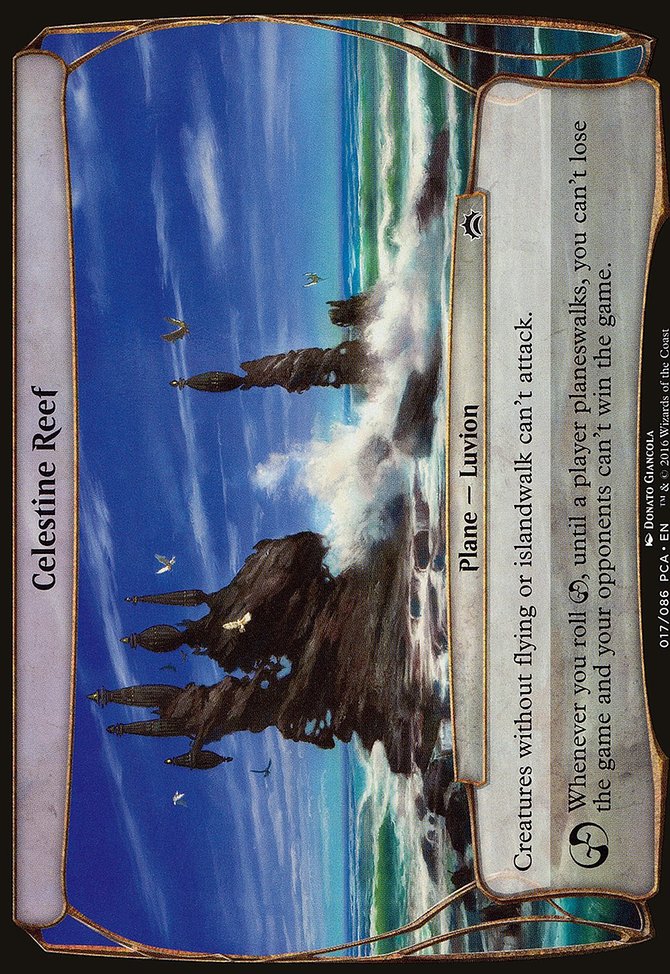 Celestine Reef
Plane — Luvion
Creatures without flying or islandwalk can't attack.
Whenever you roll , until a player planeswalks, you can't lose
the game and your opponents can't win the game.
DONATO GIANCOLA
017/086 PCA • EN ™ & © 2016 Wizards of the Coast